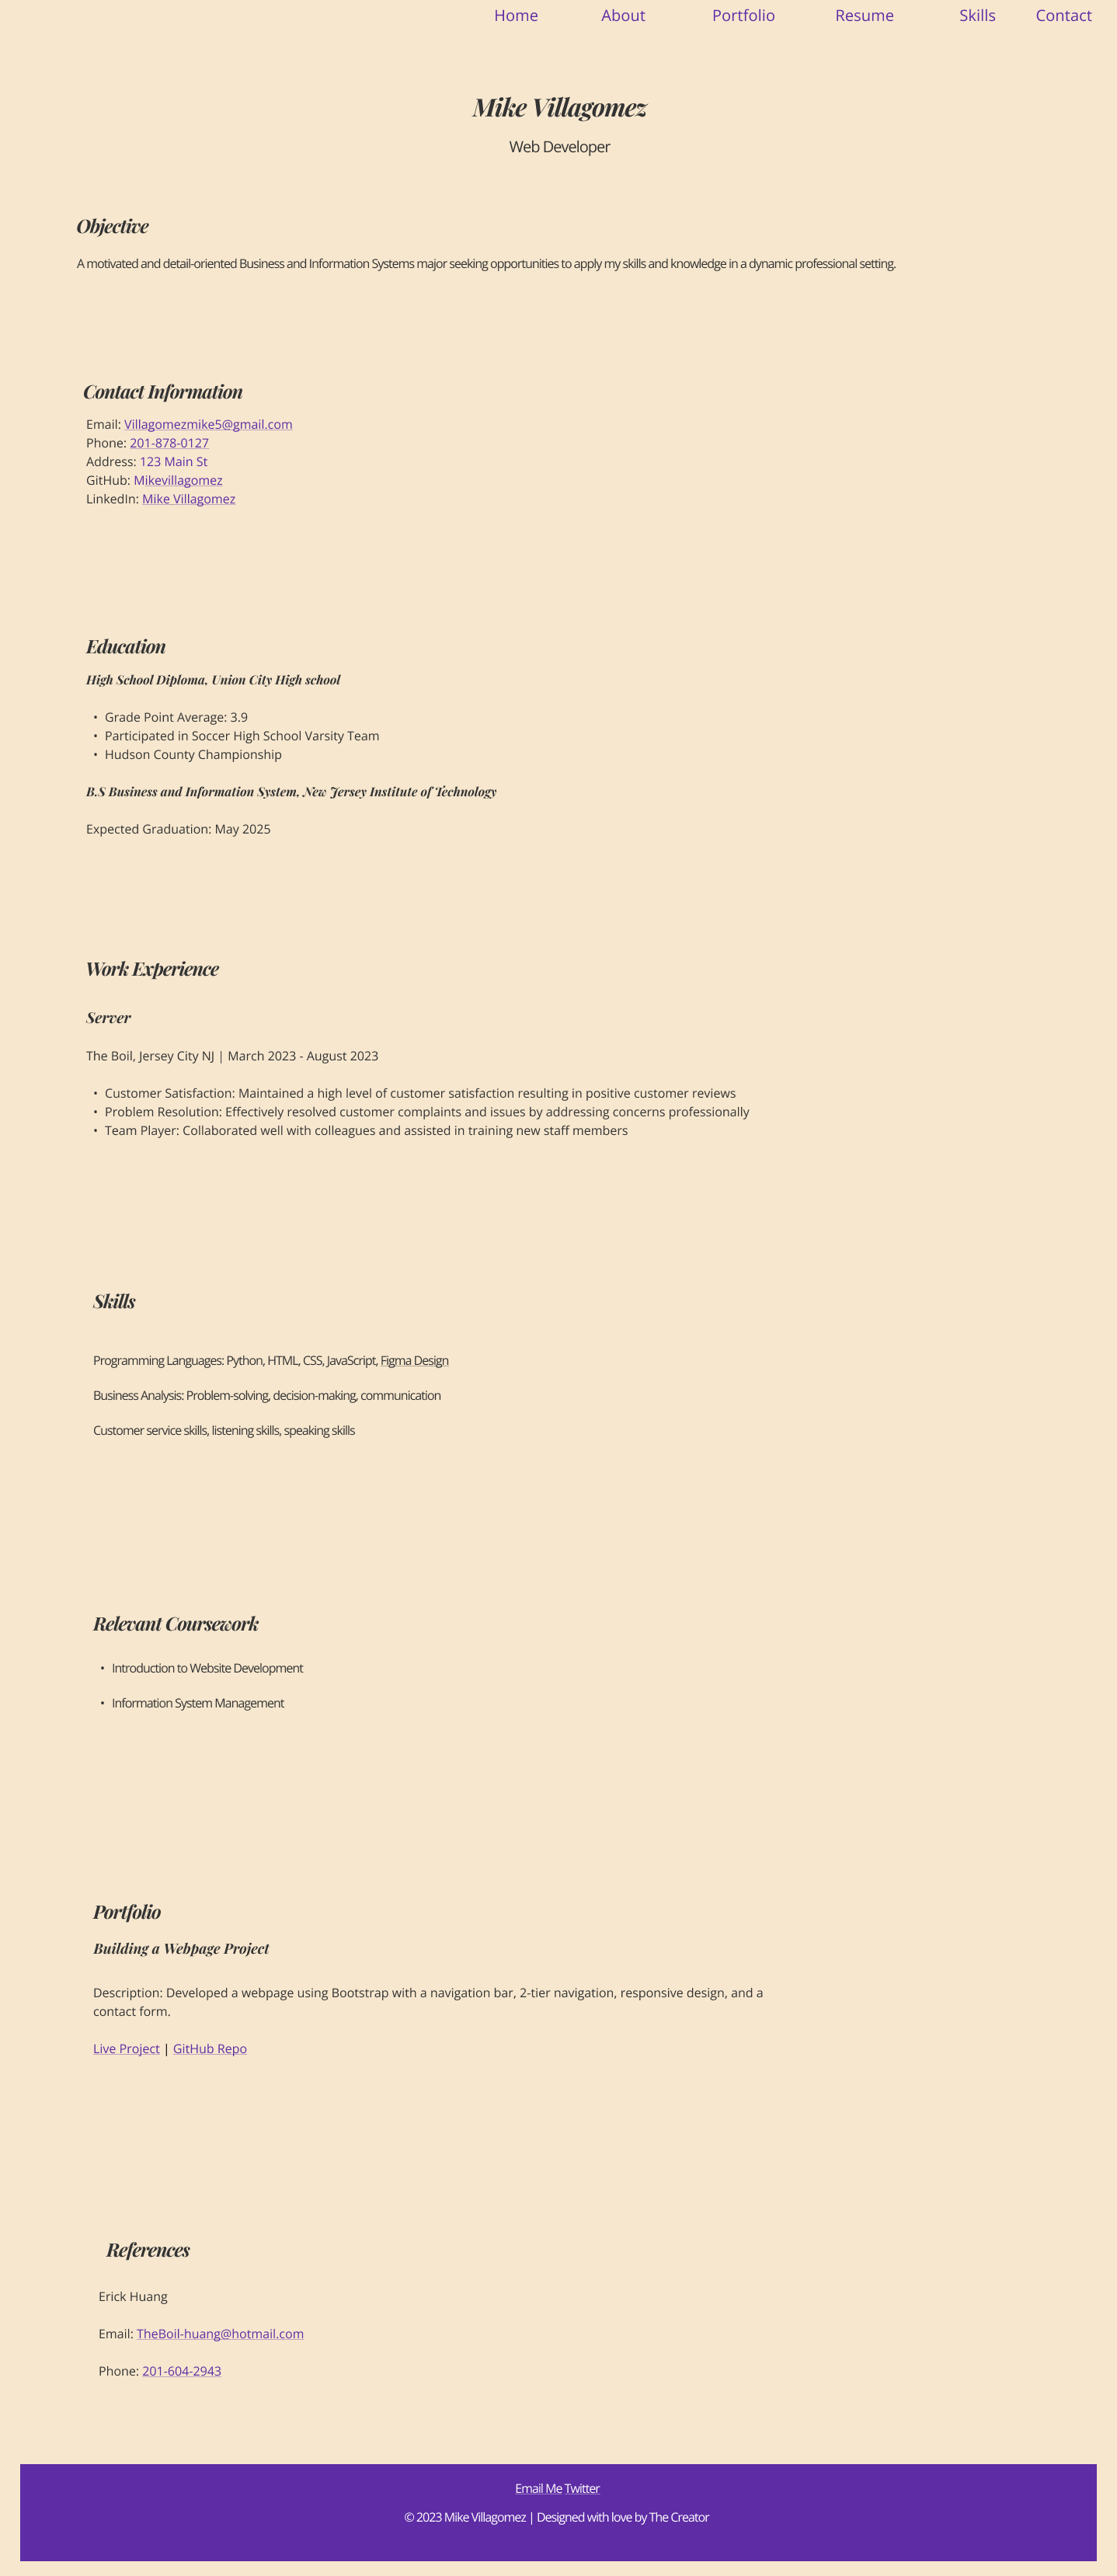 Home About Portfolio Resume Skills Contact
Mike Villagomez
Web Developer
Objective
A motivated and detail-oriented Business and Information Systems major seeking opportunities to apply my skills and knowledge in a dynamic professional setting.
Contact Information
Email: Villagomezmike5@gmail.com
Phone: 201-878-0127
Address: 123 Main St
GitHub: Mikevillagomez
LinkedIn: Mike Villagomez
Education
High School Diploma, Union City High school
• Grade Point Average: 3.9
• Participated in Soccer High School Varsity Team
• Hudson County Championship
B.S Business and Information System, New Jersey Institute of Technology
Expected Graduation: May 2025
Work Experience
Server
The Boil, Jersey City NJ | March 2023 - August 2023
• Customer Satisfaction: Maintained a high level of customer satisfaction resulting in positive customer reviews
• Problem Resolution: Effectively resolved customer complaints and issues by addressing concerns professionally
• Team Player: Collaborated well with colleagues and assisted in training new staff members
Skills
Programming Languages: Python, HTML, CSS, JavaScript, Figma Design
Business Analysis: Problem-solving, decision-making, communication
Customer service skills, listening skills, speaking skills
Relevant Coursework
• Introduction to Website Development
• Information System Management
Portfolio
Building a Webpage Project
Description: Developed a webpage using Bootstrap with a navigation bar, 2-tier navigation, responsive design, and a
contact form.
Live Project | GitHub Repo
References
Erick Huang
Email: TheBoil-huang@hotmail.com
Phone: 201-604-2943
Email Me Twitter
© 2023 Mike Villagomez | Designed with love by The Creator